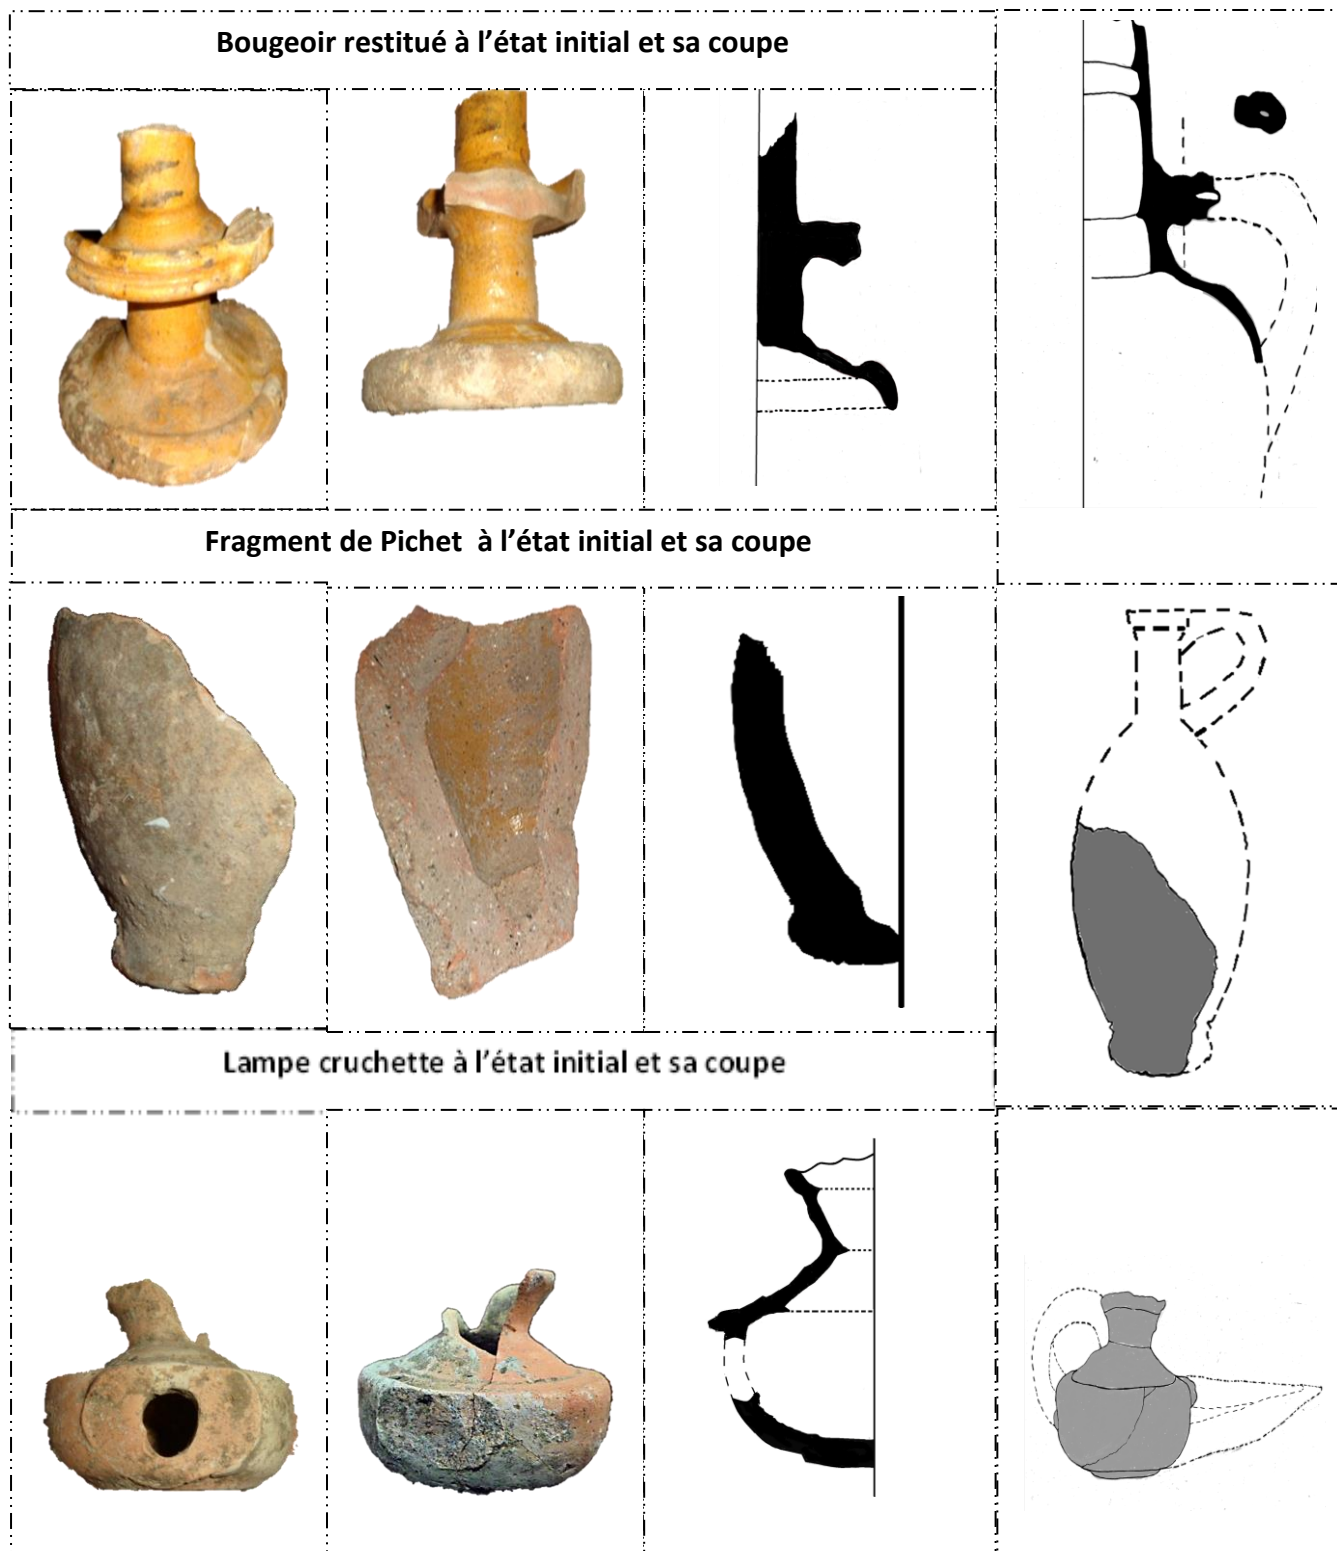 Bougeoir restitué à l’état initial et sa coupe
Fragment de Pichet à l’état initial et sa coupe
Lampe cruchette à l’état initial et sa coupe